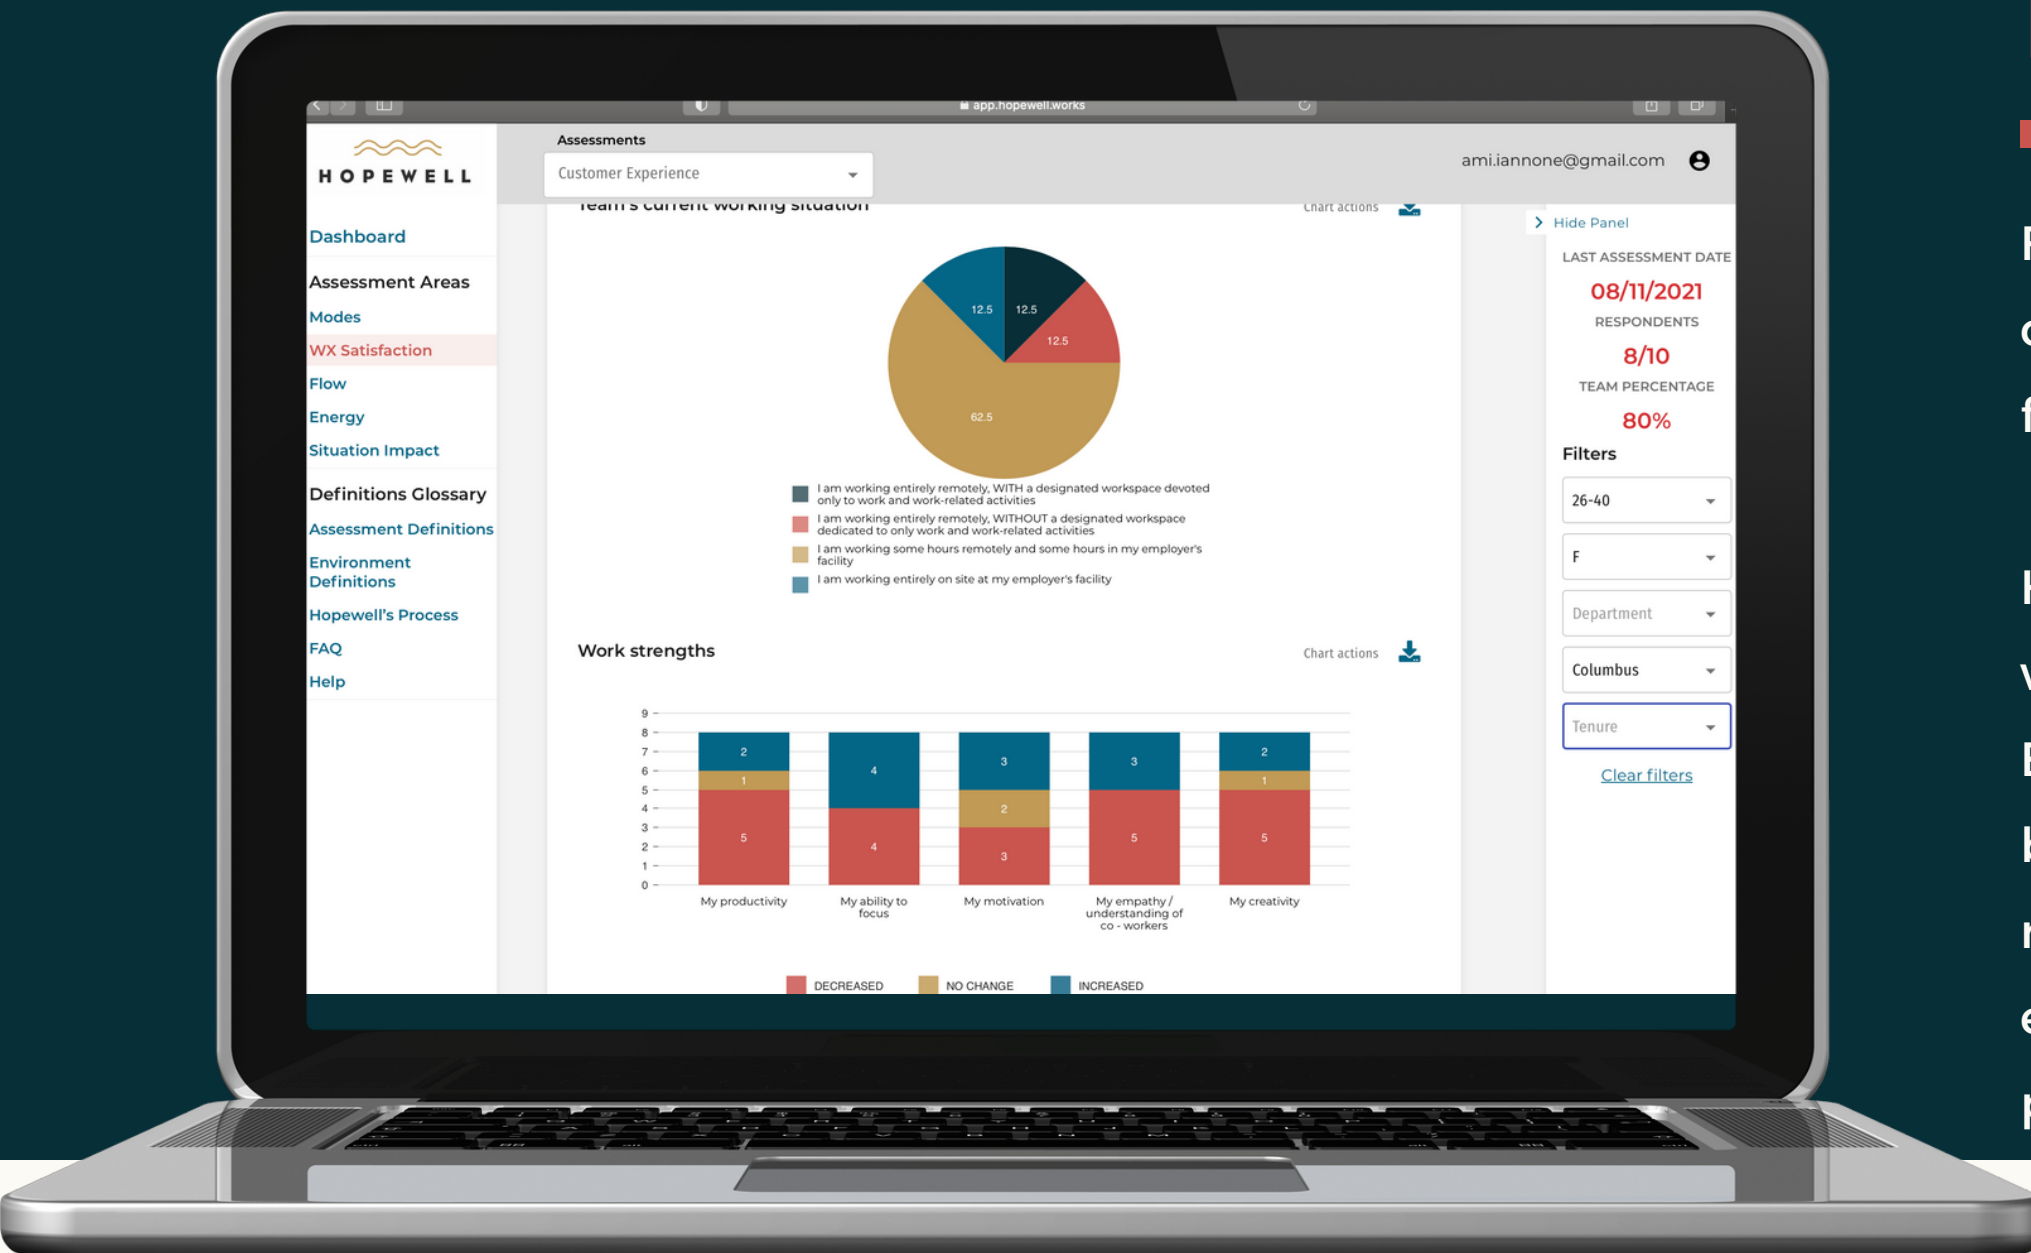 app.hopewell.works
HOPEWELL
Assessments
Customer Experience
ami.iannone@gmail.com
Dashboard
Assessment Areas
Modes
WX Satisfaction
Flow
Energy
Situation Impact
Definitions Glossary
Assessment Definitions
Environment
Definitions
Hopewell's Process
FAQ
Help
Team's current working situation
Chart actions
12.5
12.5
12.5
62.5
I am working entirely remotely, WITH a designated workspace devoted
only to work and work-related activities
I am working entirely remotely, WITHOUT a designated workspace
dedicated to only work and work-related activities
I am working some hours remotely and some hours in my employer's
facility
I am working entirely on site at my employer's facility
Work strengths
Chart actions
9
8
7
6
5
4
3
2
1
0
2
1
5
4
4
3
2
3
3
5
2
1
5
My productivity
My ability to
focus
My motivation
My empathy /
understanding of
co - workers
My creativity
DECREASED
NO CHANGE
INCREASED
Hide Panel
LAST ASSESSMENT DATE
08/11/2021
RESPONDENTS
8/10
TEAM PERCENTAGE
80%
Filters
26-40
F
Department
Columbus
Tenure
Clear filters